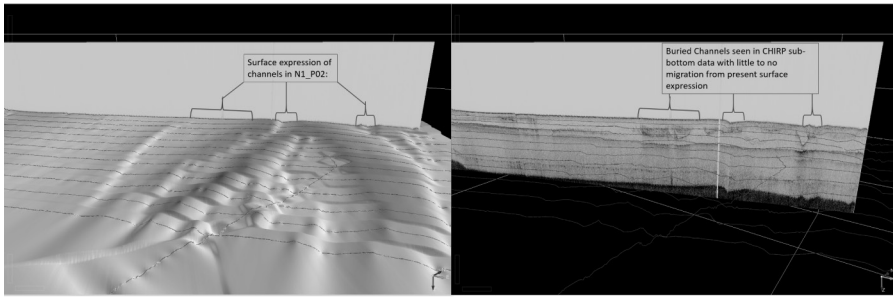 Surface expression of
channels in N1_P02:
Buried Channels seen in CHIRP sub-
bottom data with little to no
migration from present surface
expression